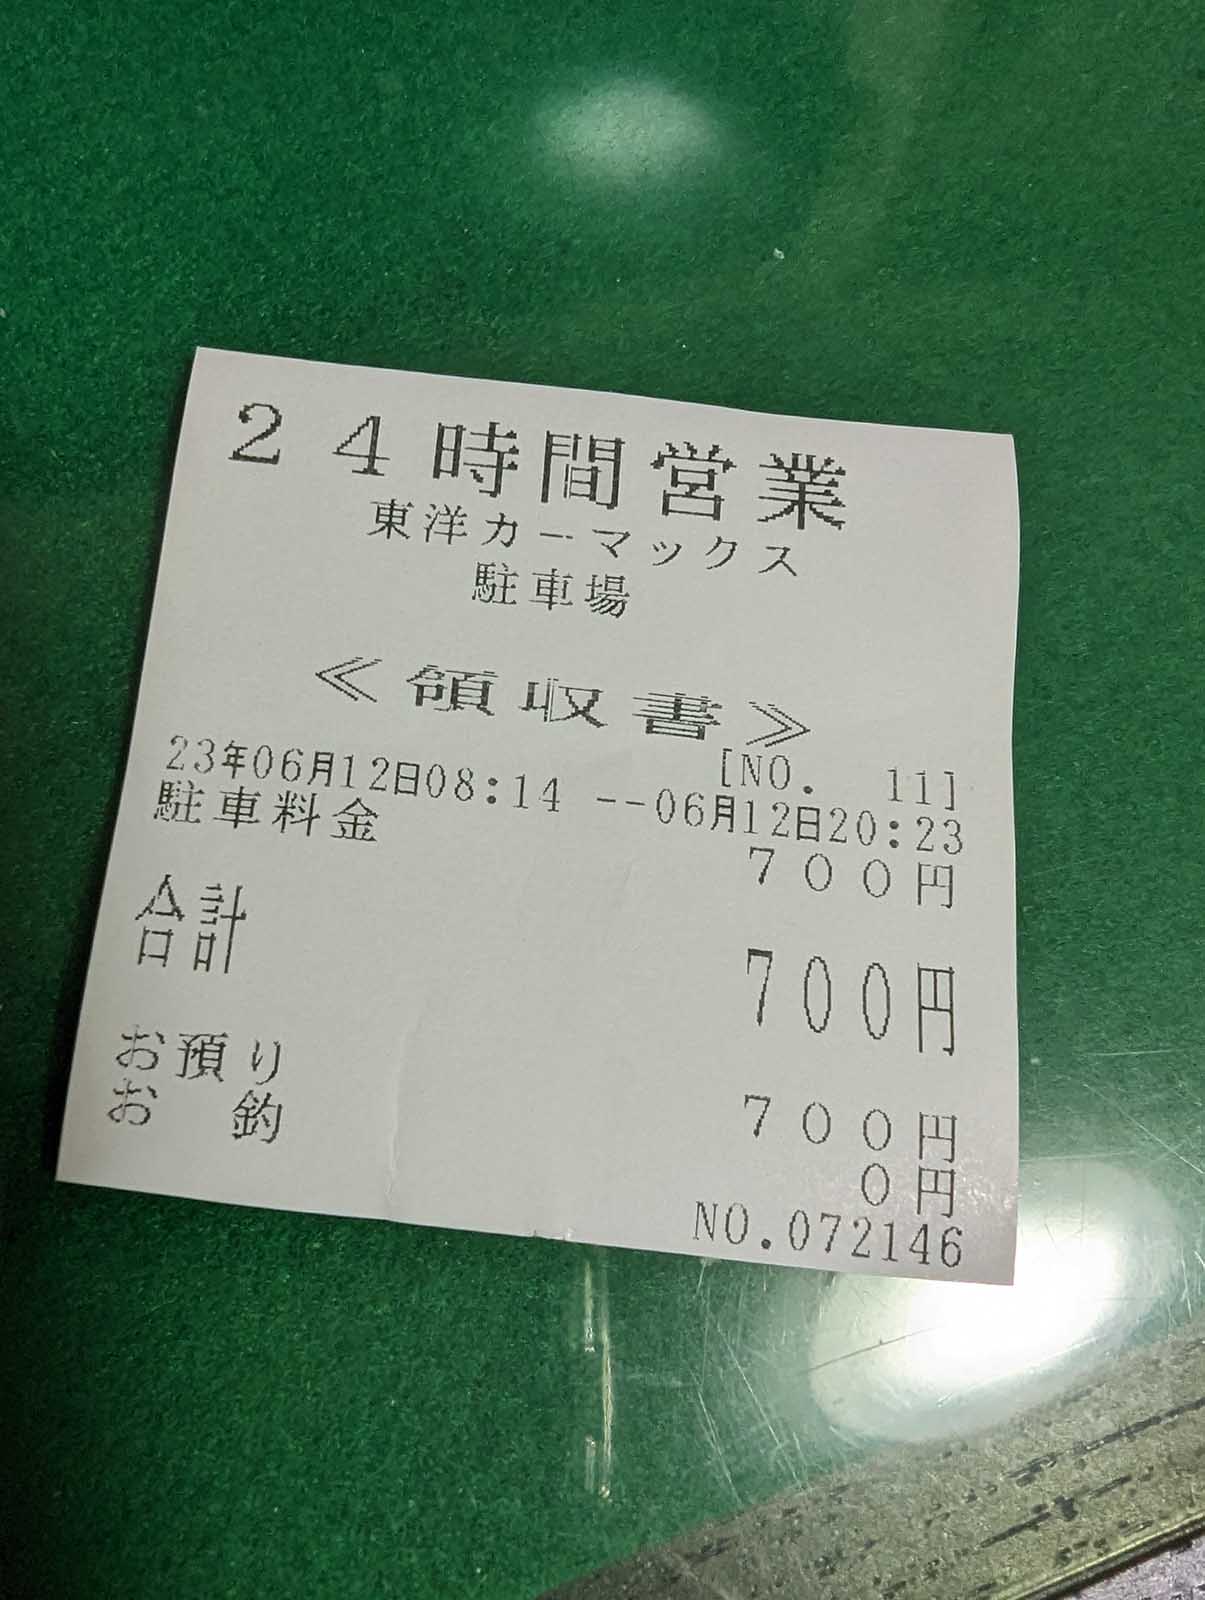 24時間営業
東洋カーマックス
駐車場
≪領収書≫
[NO. 11]
23年06月12日08:14 --06月12日20:23
駐車料金 700円
合計 700円
お預り 700円
お 釣 0円
NO.072146